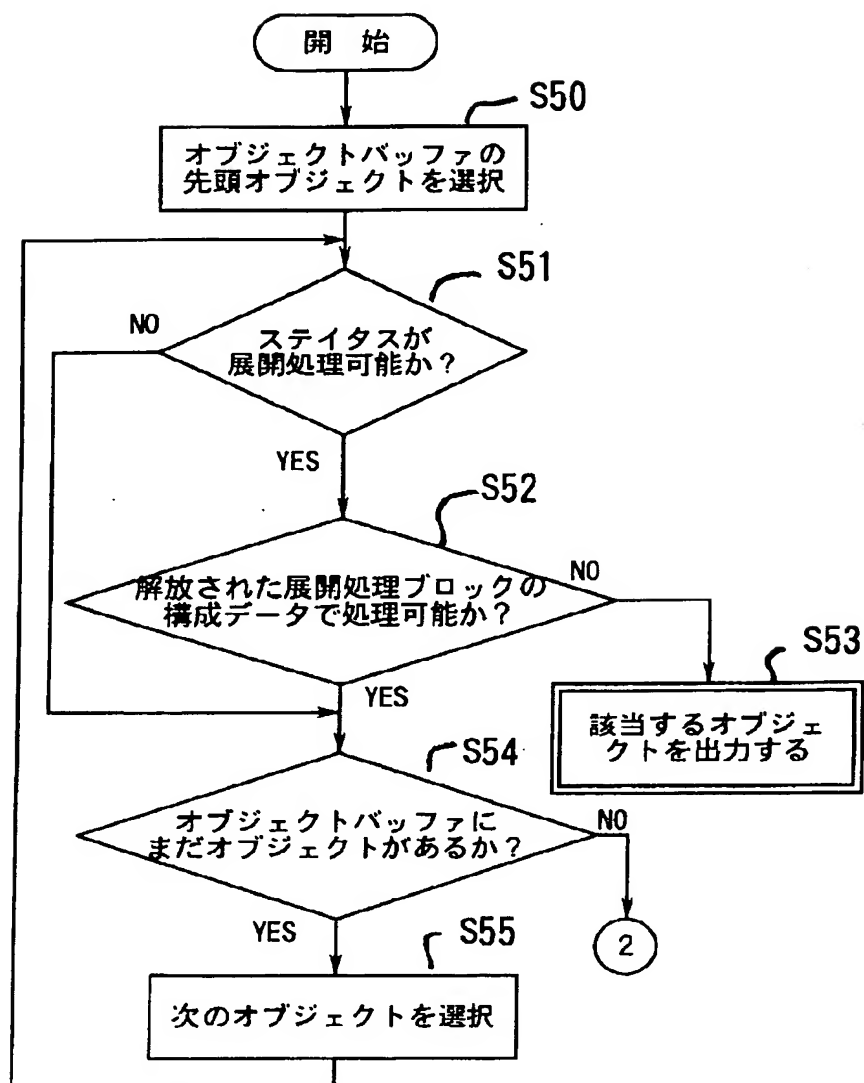 開 始
S50
オブジェクトバッファの
先頭オブジェクトを選択
S51
NO
ステイタスが
展開処理可能か？
YES
S52
解放された展開処理ブロックの
構成データで処理可能か？
NO
S53
YES
該当するオブジェ
クトを出力する
S54
オブジェクトバッファに
まだオブジェクトがあるか？
NO
YES
S55
2
次のオブジェクトを選択